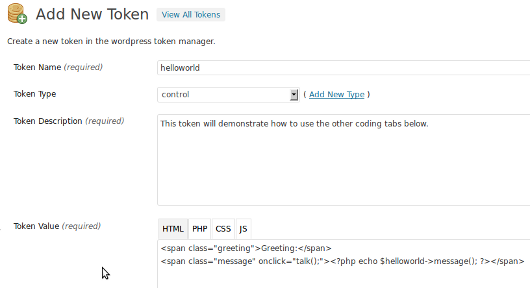 Add New Token View All Tokens
Create a new token in the wordpress token manager.
Token Name (required) helloworld
Token Type control ( Add New Type )
Token Description (required) This token will demonstrate how to use the other coding tabs below.
Token Value (required) HTML PHP CSS JS
<span class="greeting">Greeting:</span>
<span class="message" onclick="talk();"><?php echo $helloworld->message(); ?></span>